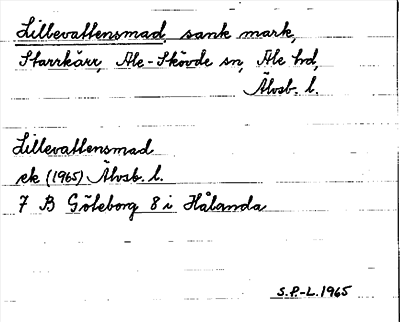 Lillevattensmad, sank mark,
Starrkärr, Ale-Skövde sn, Ale hd,
Älvsb. l.
Lillevattensmad
ek (1965) Älvsb. l.
7 B Göteborg 8 i Hålanda
S.P.-L. 1965